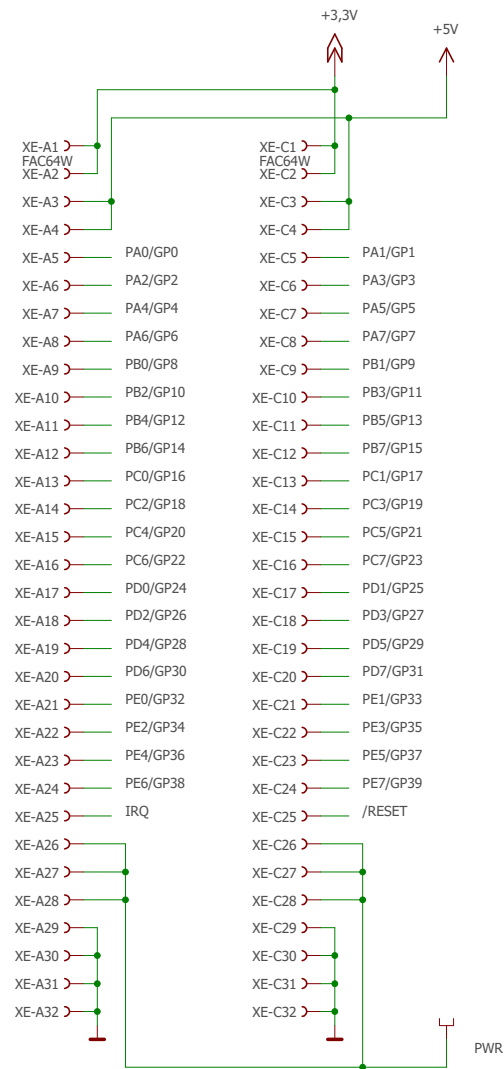 +3,3V
+5V
XE-A1
FAC64W
XE-A2
XE-A3
XE-A4
XE-A5 PA0/GP0
XE-A6 PA2/GP2
XE-A7 PA4/GP4
XE-A8 PA6/GP6
XE-A9 PB0/GP8
XE-A10 PB2/GP10
XE-A11 PB4/GP12
XE-A12 PB6/GP14
XE-A13 PC0/GP16
XE-A14 PC2/GP18
XE-A15 PC4/GP20
XE-A16 PC6/GP22
XE-A17 PD0/GP24
XE-A18 PD2/GP26
XE-A19 PD4/GP28
XE-A20 PD6/GP30
XE-A21 PE0/GP32
XE-A22 PE2/GP34
XE-A23 PE4/GP36
XE-A24 PE6/GP38
XE-A25 IRQ
XE-A26
XE-A27
XE-A28
XE-A29
XE-A30
XE-A31
XE-A32
XE-C1
FAC64W
XE-C2
XE-C3
XE-C4
XE-C5 PA1/GP1
XE-C6 PA3/GP3
XE-C7 PA5/GP5
XE-C8 PA7/GP7
XE-C9 PB1/GP9
XE-C10 PB3/GP11
XE-C11 PB5/GP13
XE-C12 PB7/GP15
XE-C13 PC1/GP17
XE-C14 PC3/GP19
XE-C15 PC5/GP21
XE-C16 PC7/GP23
XE-C17 PD1/GP25
XE-C18 PD3/GP27
XE-C19 PD5/GP29
XE-C20 PD7/GP31
XE-C21 PE1/GP33
XE-C22 PE3/GP35
XE-C23 PE5/GP37
XE-C24 PE7/GP39
XE-C25 /RESET
XE-C26
XE-C27
XE-C28
XE-C29
XE-C30
XE-C31
XE-C32
PWR